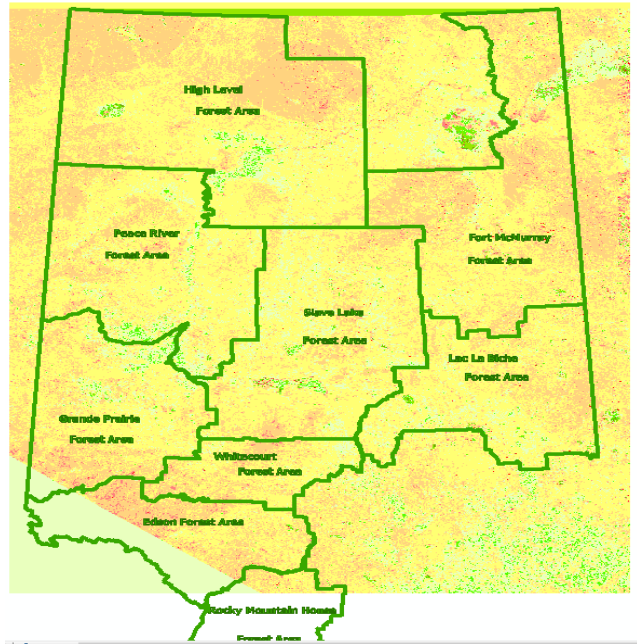 High Level
Forest Area
Peace River
Forest Area
Fort McMurray
Forest Area
Slave Lake
Forest Area
Lac La Biche
Forest Area
Grande Prairie
Forest Area
Whitecourt
Forest Area
Edson Forest Area
Rocky Mountain House
Forest Area